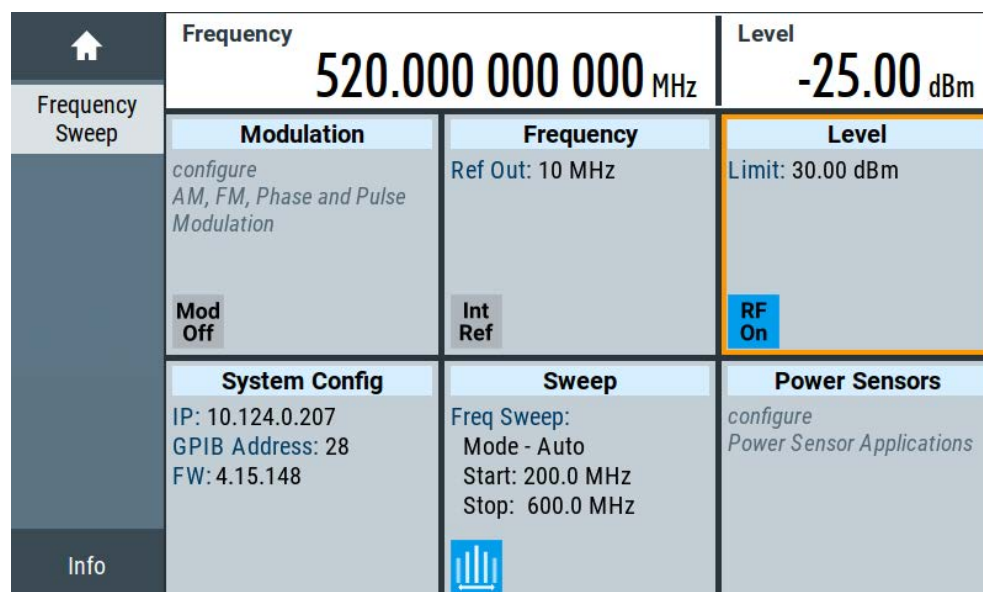 Frequency
520.000 000 000 MHz
Level
-25.00 dBm
Frequency
Sweep
Modulation
configure
AM, FM, Phase and Pulse
Modulation
Mod
Off
Frequency
Ref Out: 10 MHz
Int
Ref
Level
Limit: 30.00 dBm
RF
On
System Config
IP: 10.124.0.207
GPIB Address: 28
FW: 4.15.148
Sweep
Freq Sweep:
Mode - Auto
Start: 200.0 MHz
Stop: 600.0 MHz
Power Sensors
configure
Power Sensor Applications
Info